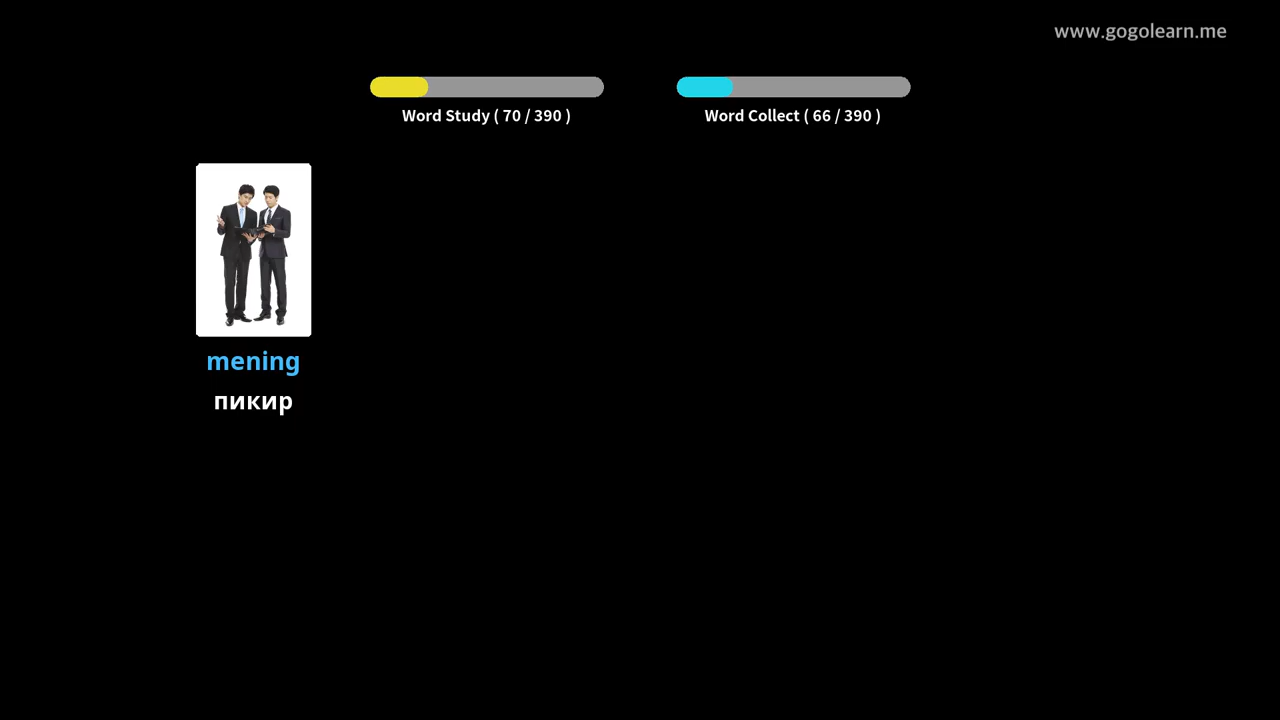 www.gogolearn.me
Word Study ( 70 / 390 )
Word Collect ( 66 / 390 )
mening
пикир